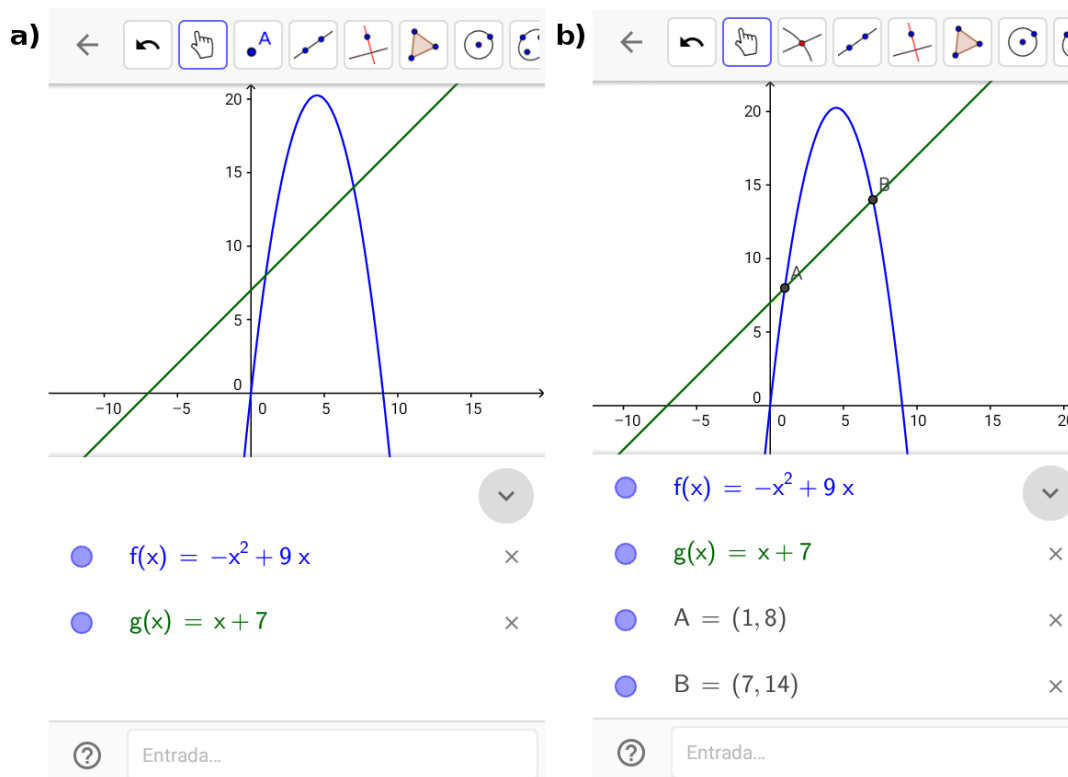 a)
A
20
15
10
5
0
−10 −5 0 5 10 15
f(x) = −x² + 9 x ×
g(x) = x + 7 ×
? Entrada...
b)
20
15
10
5
0
−10 −5 0 5 10 15 20
A
B
f(x) = −x² + 9 x
g(x) = x + 7 ×
A = (1, 8) ×
B = (7, 14) ×
? Entrada...